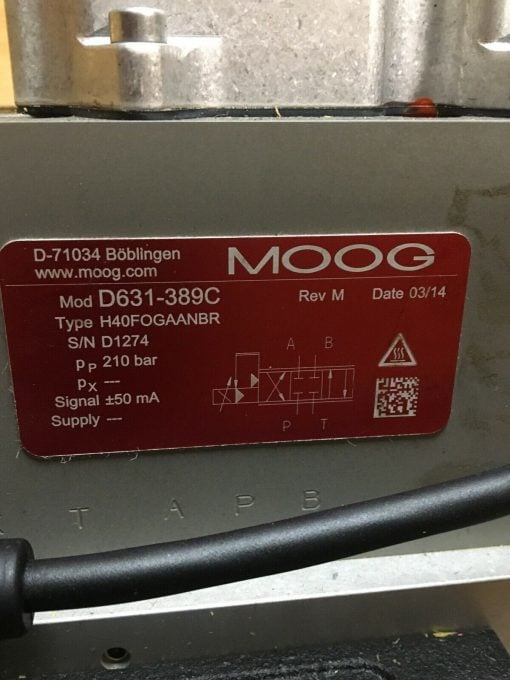 D-71034 Böblingen
www.moog.com
MOOG
Mod D631-389C
Rev M
Date 03/14
Type H40FOGAANBR
S/N D1274
pP 210 bar
pX ---
Signal ±50 mA
Supply ---
A B
P T
T A P B